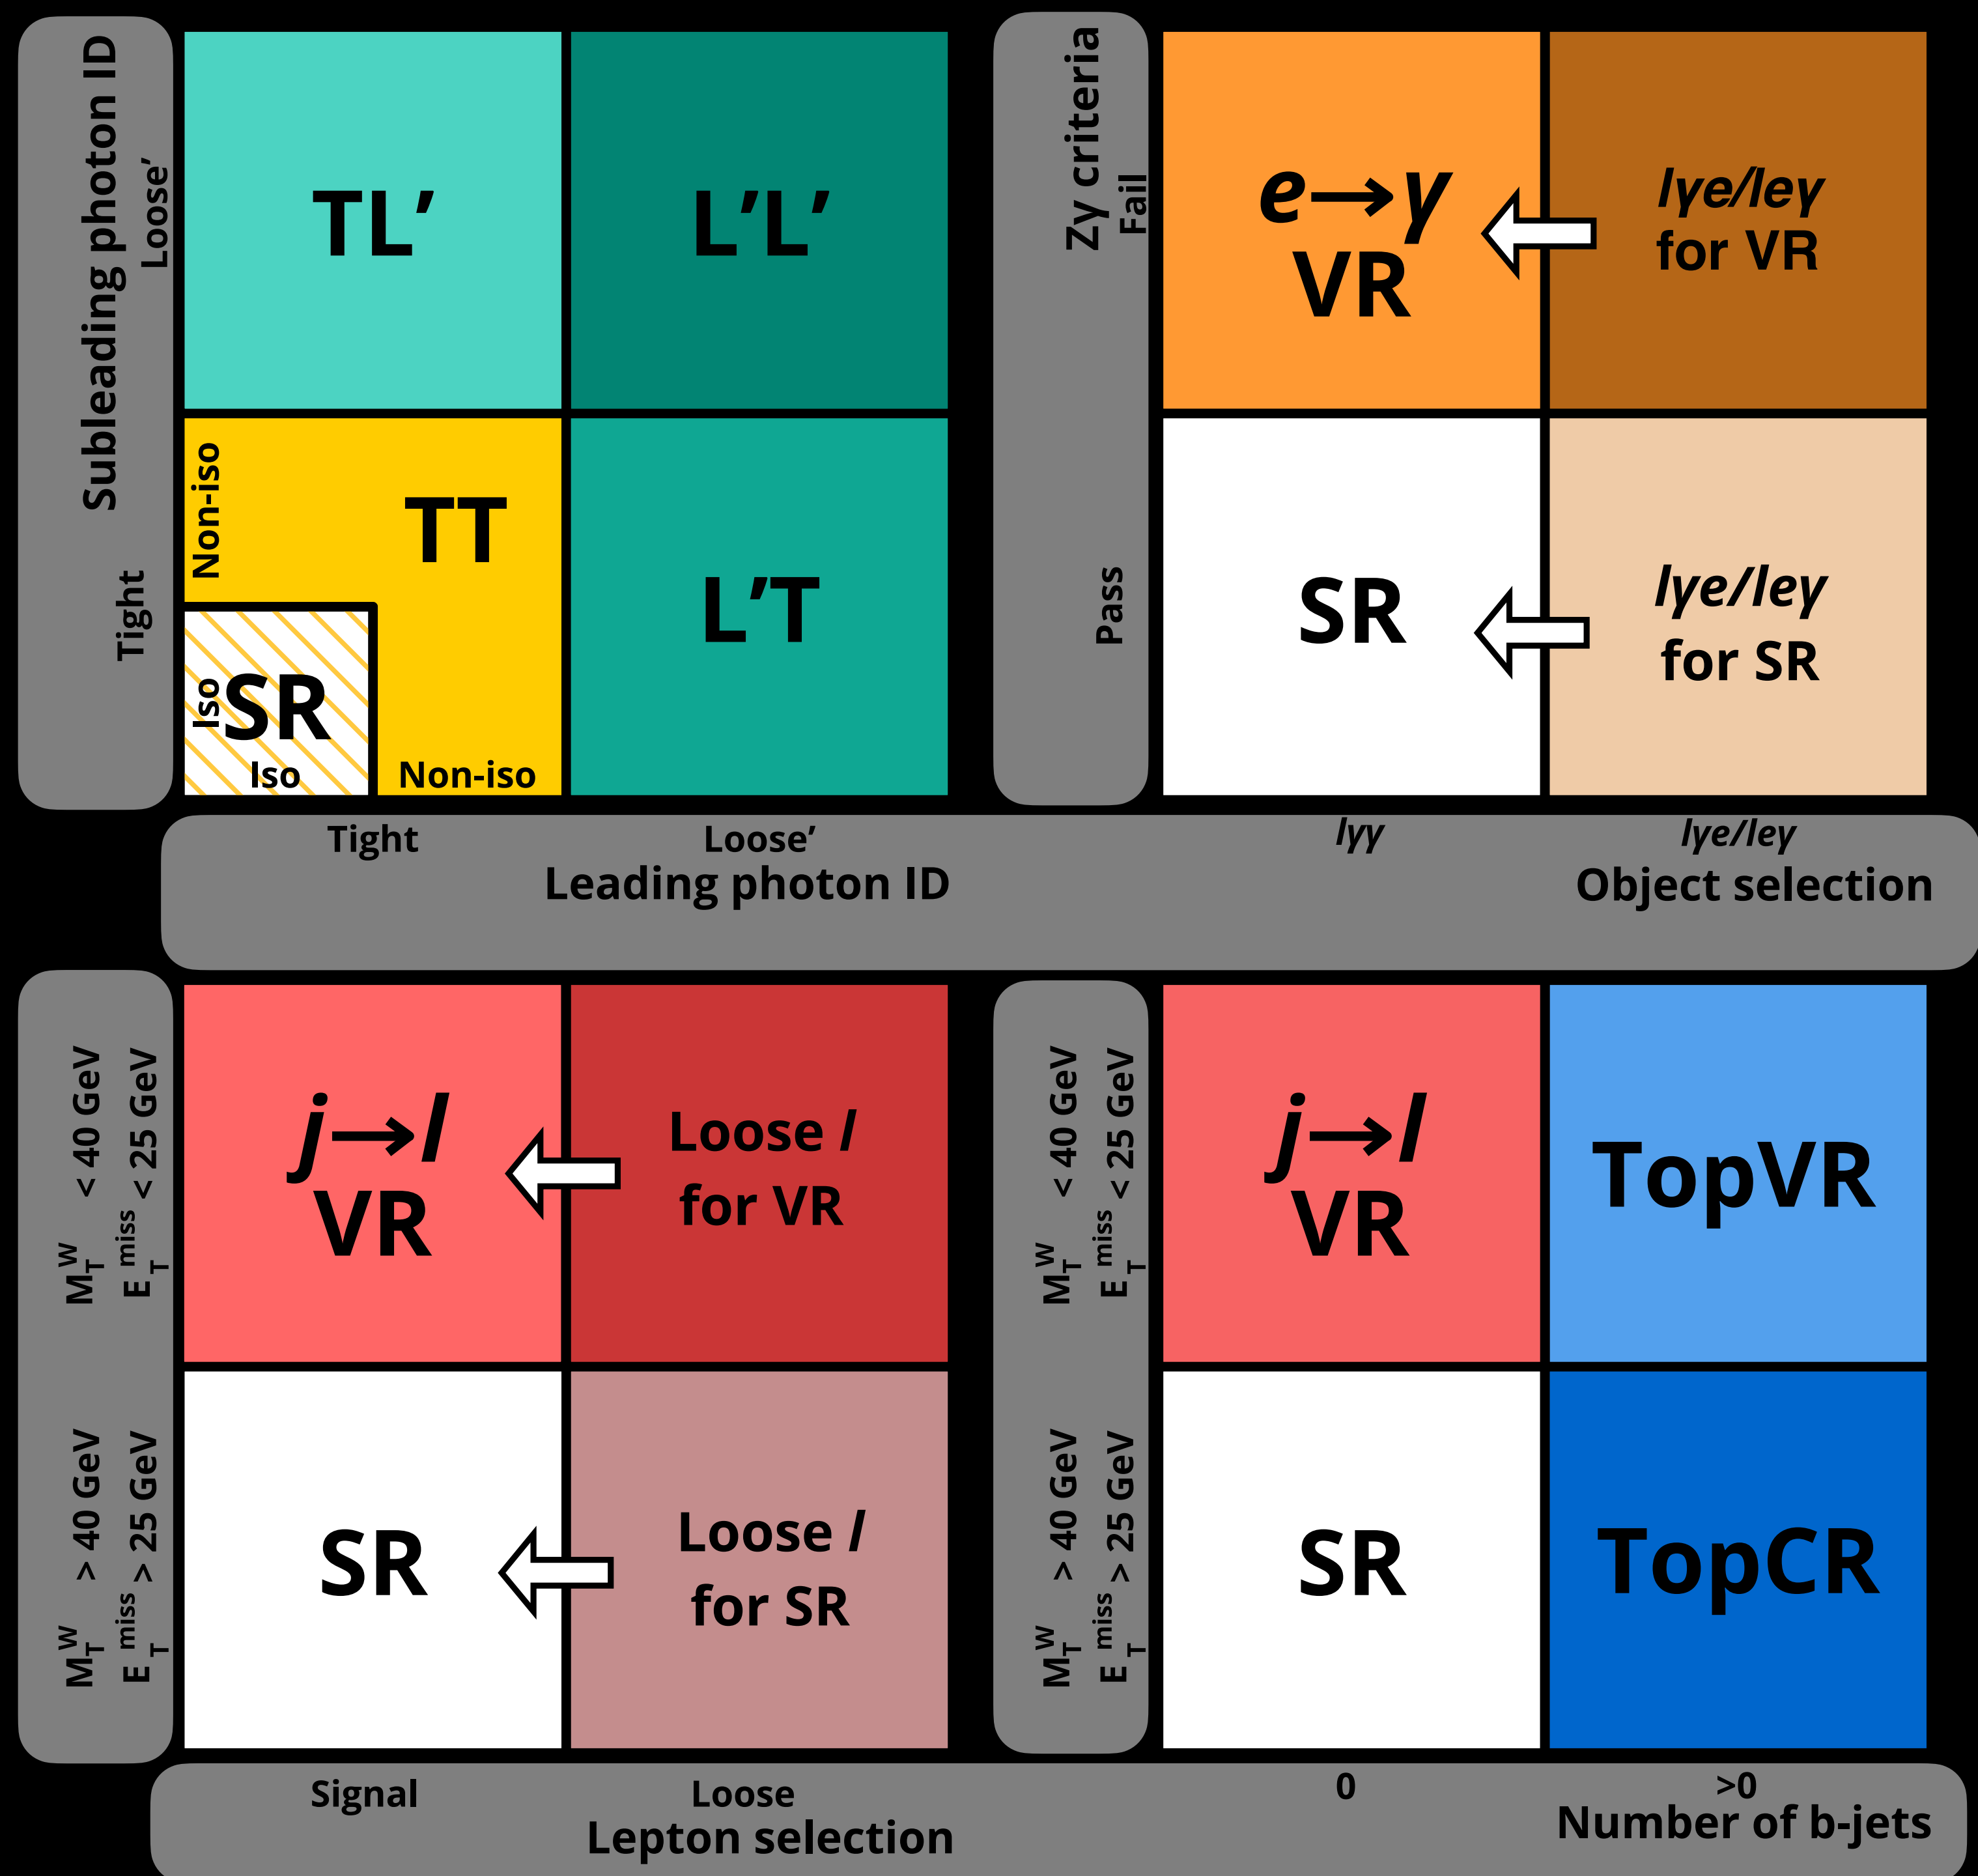 Subleading photon ID
Loose’
Tight
TL’
L’L’
Non-iso
TT
L’T
Iso
SR
Iso
Non-iso
Tight
Loose’
Leading photon ID
Zγ criteria
Fail
Pass
e→γ
VR
lγe/leγ
for VR
SR
lγe/leγ
for SR
lγγ
lγe/leγ
Object selection
M_T^W < 40 GeV
E_T^miss < 25 GeV
M_T^W > 40 GeV
E_T^miss > 25 GeV
j→l
VR
Loose l
for VR
SR
Loose l
for SR
Signal
Loose
Lepton selection
M_T^W < 40 GeV
E_T^miss < 25 GeV
M_T^W > 40 GeV
E_T^miss > 25 GeV
j→l
VR
TopVR
SR
TopCR
0
>0
Number of b-jets